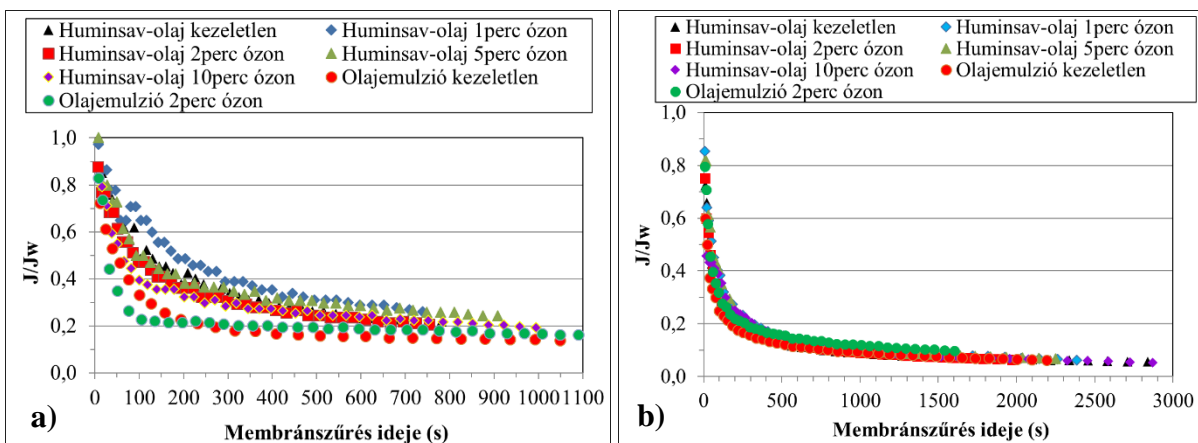 Huminsav-olaj kezeletlen Huminsav-olaj 1perc ózon
Huminsav-olaj 2perc ózon Huminsav-olaj 5perc ózon
Huminsav-olaj 10perc ózon Olajemulzió kezeletlen
Olajemulzió 2perc ózon
1,0
0,8
0,6
0,4
0,2
0,0
J/Jw
0 100 200 300 400 500 600 700 800 900 1000 1100
a) Membránszűrés ideje (s)
Huminsav-olaj kezeletlen Huminsav-olaj 1perc ózon
Huminsav-olaj 2perc ózon Huminsav-olaj 5perc ózon
Huminsav-olaj 10perc ózon Olajemulzió kezeletlen
Olajemulzió 2perc ózon
1,0
0,8
0,6
0,4
0,2
0,0
J/Jw
0 500 1000 1500 2000 2500 3000
b) Membránszűrés ideje (s)